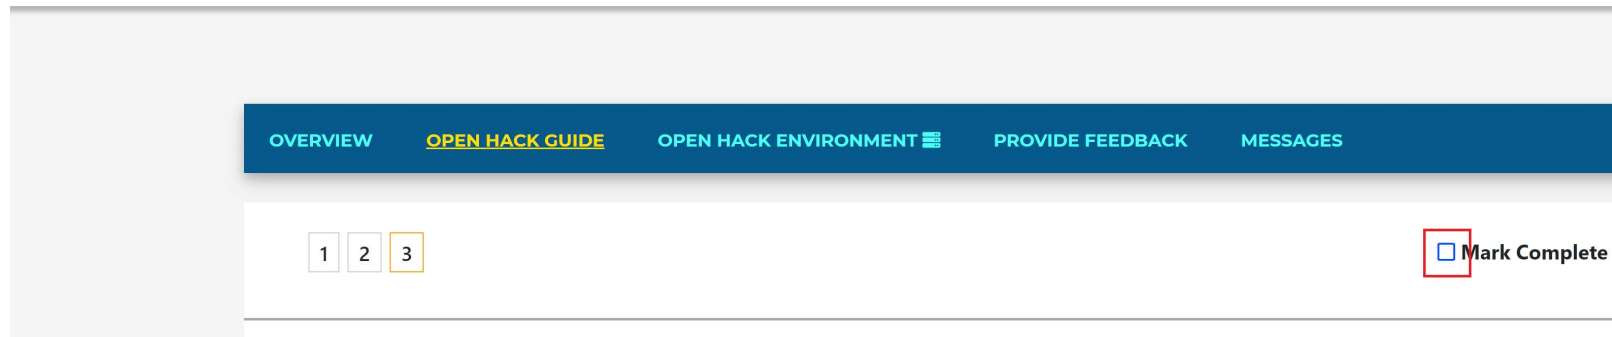 OVERVIEW OPEN HACK GUIDE OPEN HACK ENVIRONMENT PROVIDE FEEDBACK MESSAGES
1 2 3 Mark Complete